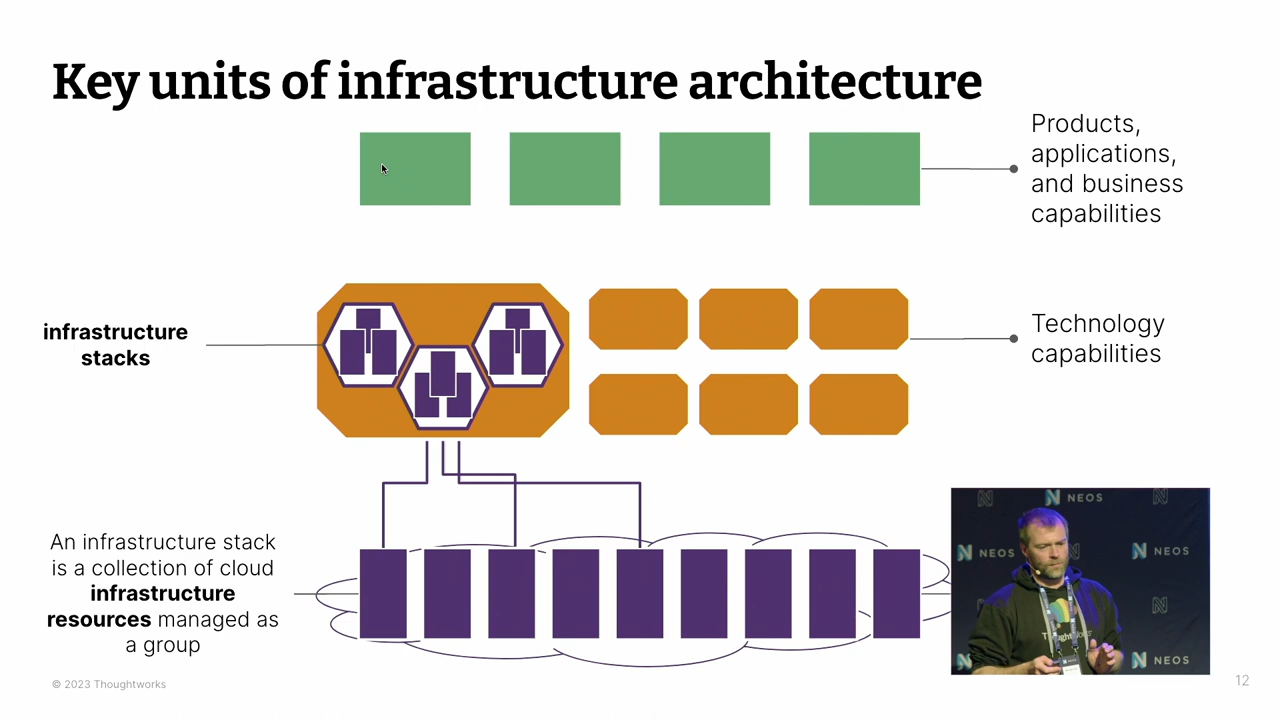 Key units of infrastructure architecture
Products,
applications,
and business
capabilities
infrastructure
stacks
Technology
capabilities
An infrastructure stack
is a collection of cloud
infrastructure
resources managed as
a group
NEOS
NEOS
NEOS
NEOS
© 2023 Thoughtworks
12